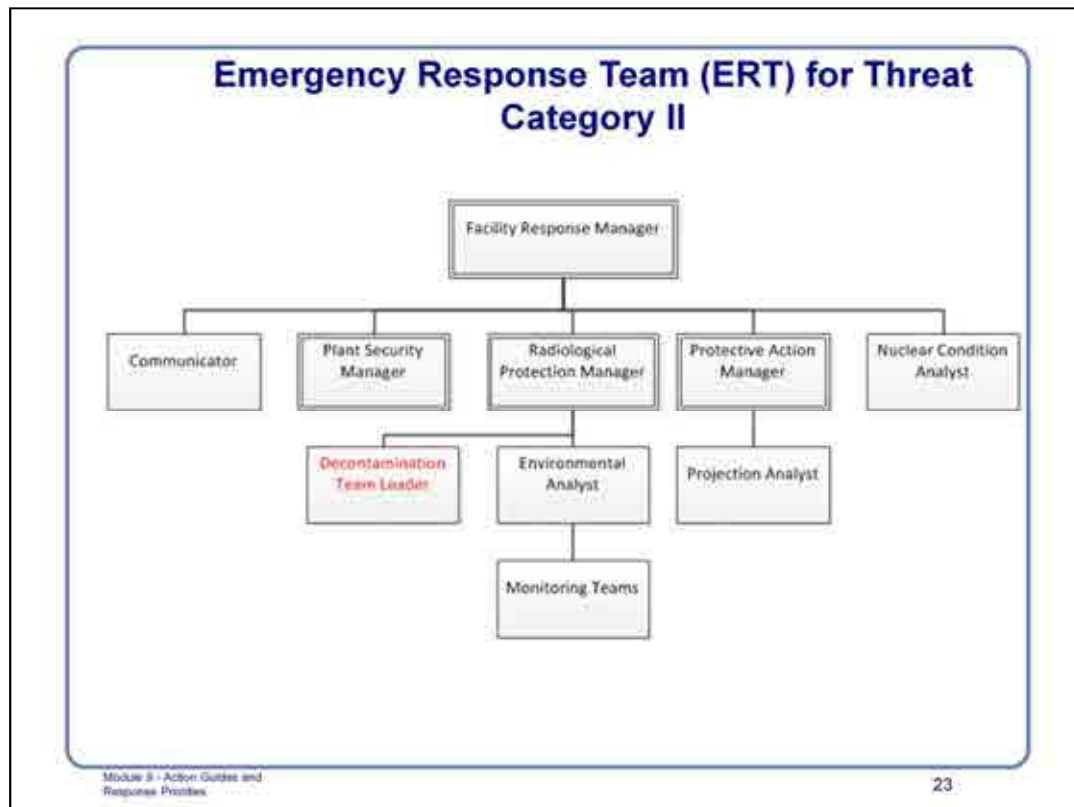 Emergency Response Team (ERT) for Threat
Category II
Facility Response Manager
Communicator
Plant Security
Manager
Radiological
Protection Manager
Protective Action
Manager
Nuclear Condition
Analyst
Decontamination
Team Leader
Environmental
Analyst
Projection Analyst
Monitoring Teams
Module - Action Guides and
Response Priorities
23